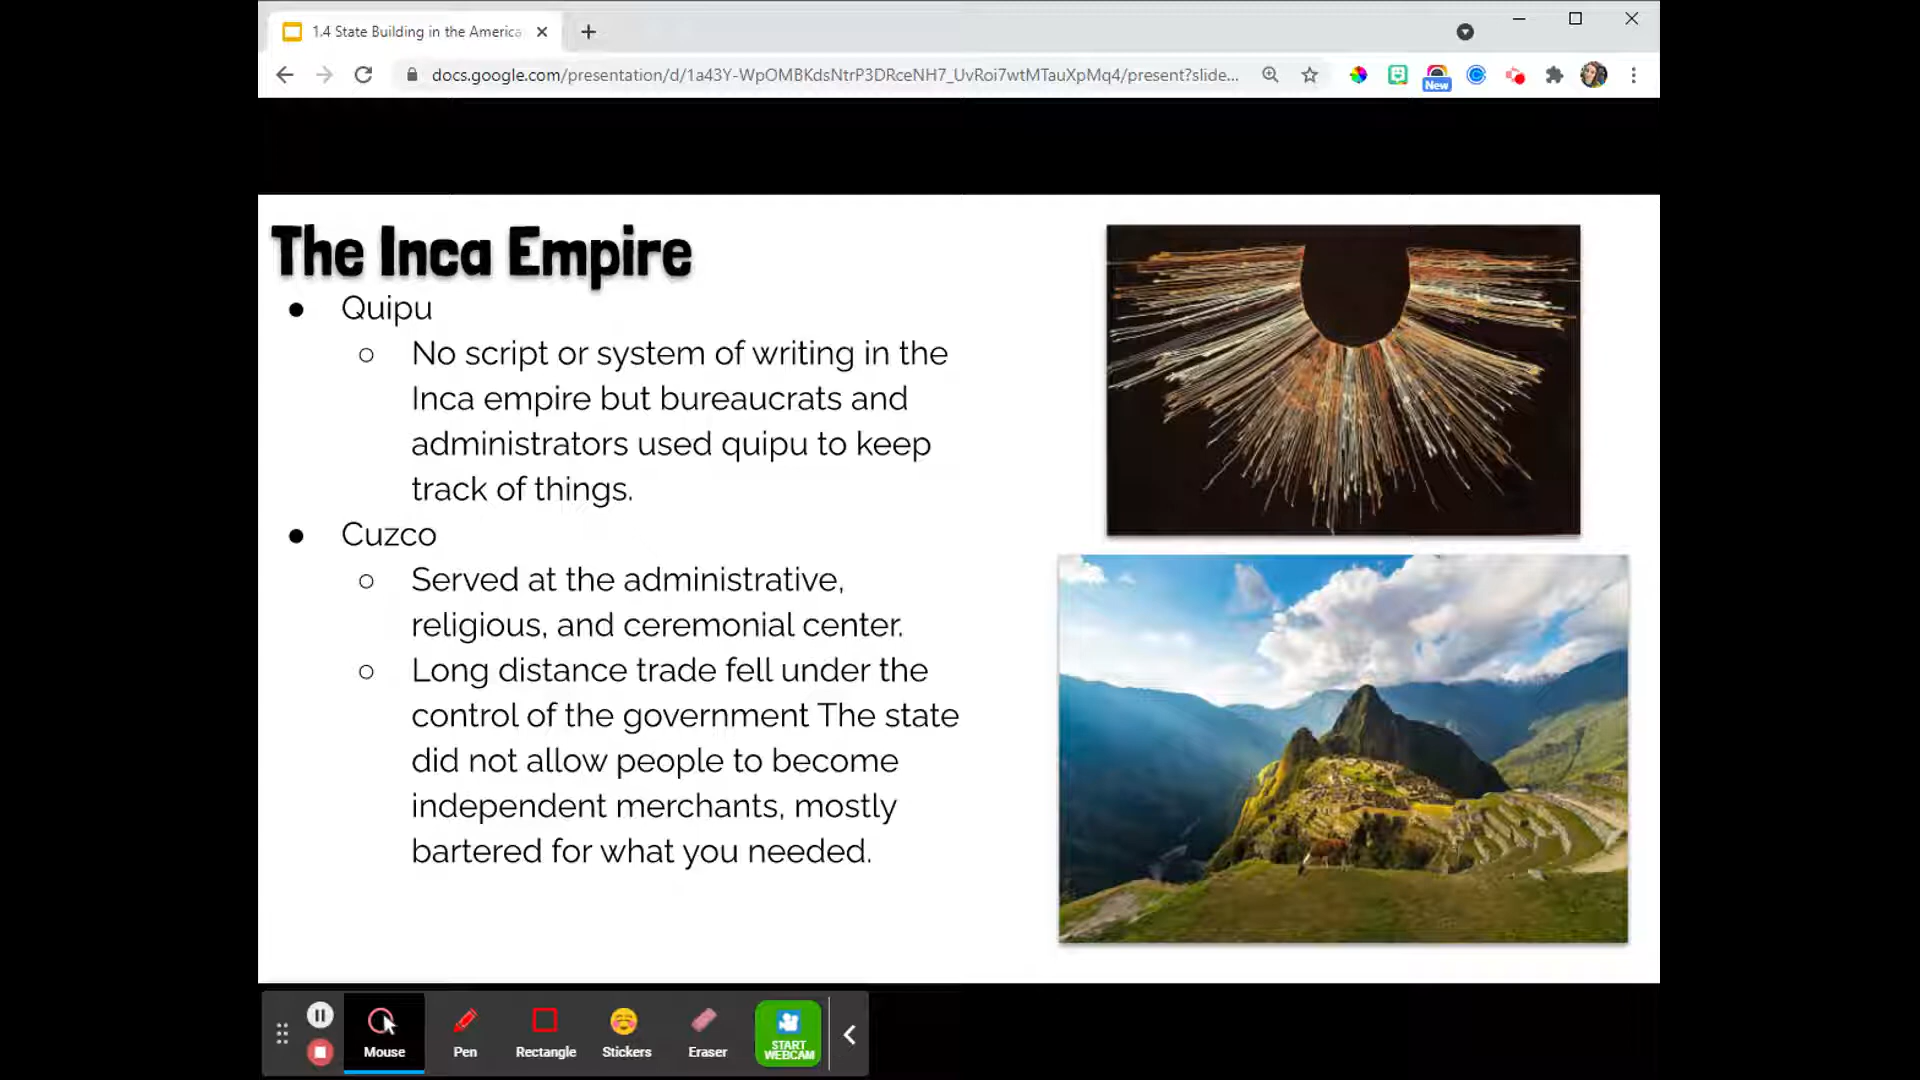 1.4 State Building in the America
docs.google.com/presentation/d/1a43Y-WpOMBKdsNtrP3DRceNH7_UvRoi7wtMTauXpMq4/present?slide...
New
The Inca Empire
● Quipu
○ No script or system of writing in the
Inca empire but bureaucrats and
administrators used quipu to keep
track of things.
● Cuzco
○ Served at the administrative,
religious, and ceremonial center.
○ Long distance trade fell under the
control of the government The state
did not allow people to become
independent merchants, mostly
bartered for what you needed.
Mouse
Pen
Rectangle
Stickers
Eraser
START
WEBCAM